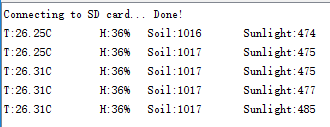 Connecting to SD card... Done!
T:26.25C H:36% Soil:1016 Sunlight:474
T:26.25C H:36% Soil:1017 Sunlight:475
T:26.31C H:36% Soil:1017 Sunlight:475
T:26.31C H:36% Soil:1017 Sunlight:477
T:26.31C H:36% Soil:1017 Sunlight:485